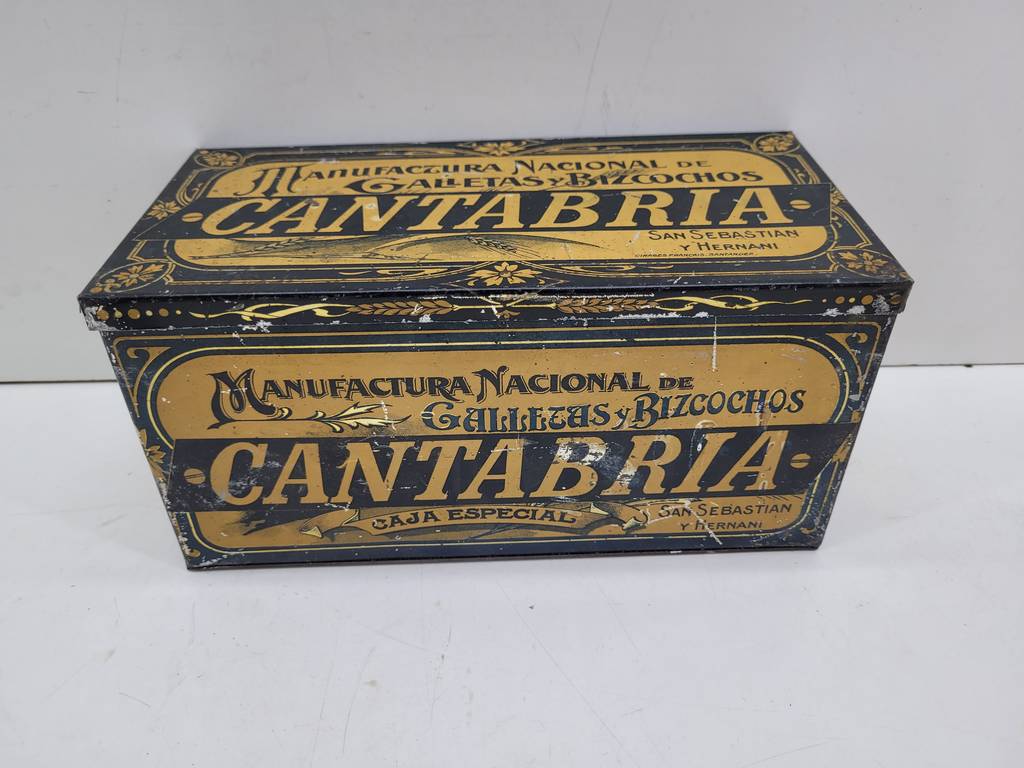 MANUFACTURA NACIONAL DE
GALLETAS Y BIZCOCHOS
CANTABRIA
SAN SEBASTIAN
Y HERNANI
MANUFACTURA NACIONAL DE
GALLETAS Y BIZCOCHOS
CANTABRIA
CAJA ESPECIAL
SAN SEBASTIAN
Y HERNANI